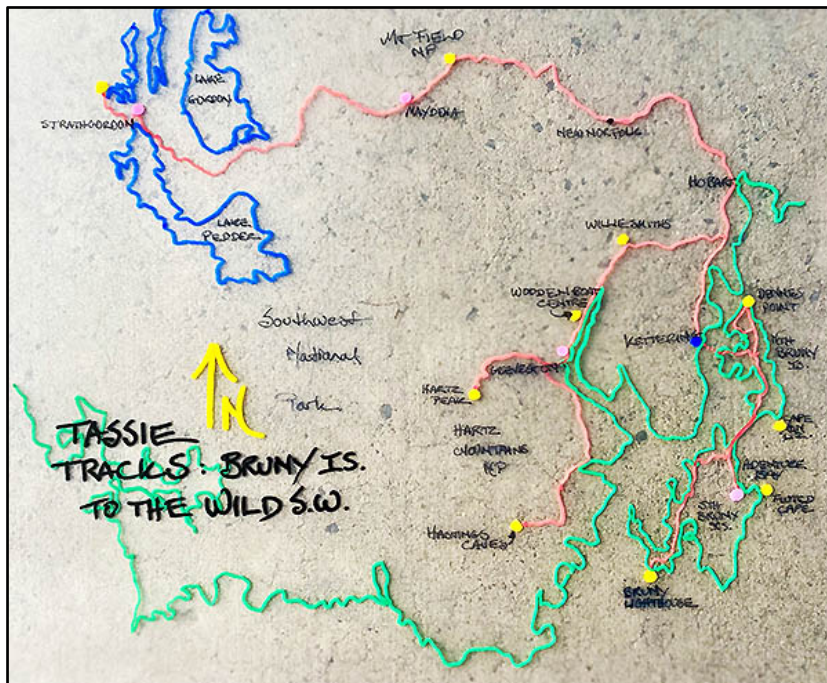 MT FIELD
NP
LAKE
GORDON
MAYDENA
STRATHGORDON
NEW NORFOLK
HOBART
LAKE
PEDDER
WILLIE SMITHS
WOODEN BOAT
CENTRE
DENNES
POINT
Southwest
National
Park
KETTERING
NTH
BRUNY
IS.
GEEVESTON
HARTZ
PEAK
HARTZ
MOUNTAINS
NP
N
CAPE
TASSIE
TRACKS: BRUNY IS.
TO THE WILD S.W.
ADVENTURE
BAY
STH
BRUNY
IS.
FLUTED
CAPE
HASTINGS
CAVES
BRUNY
LIGHTHOUSE